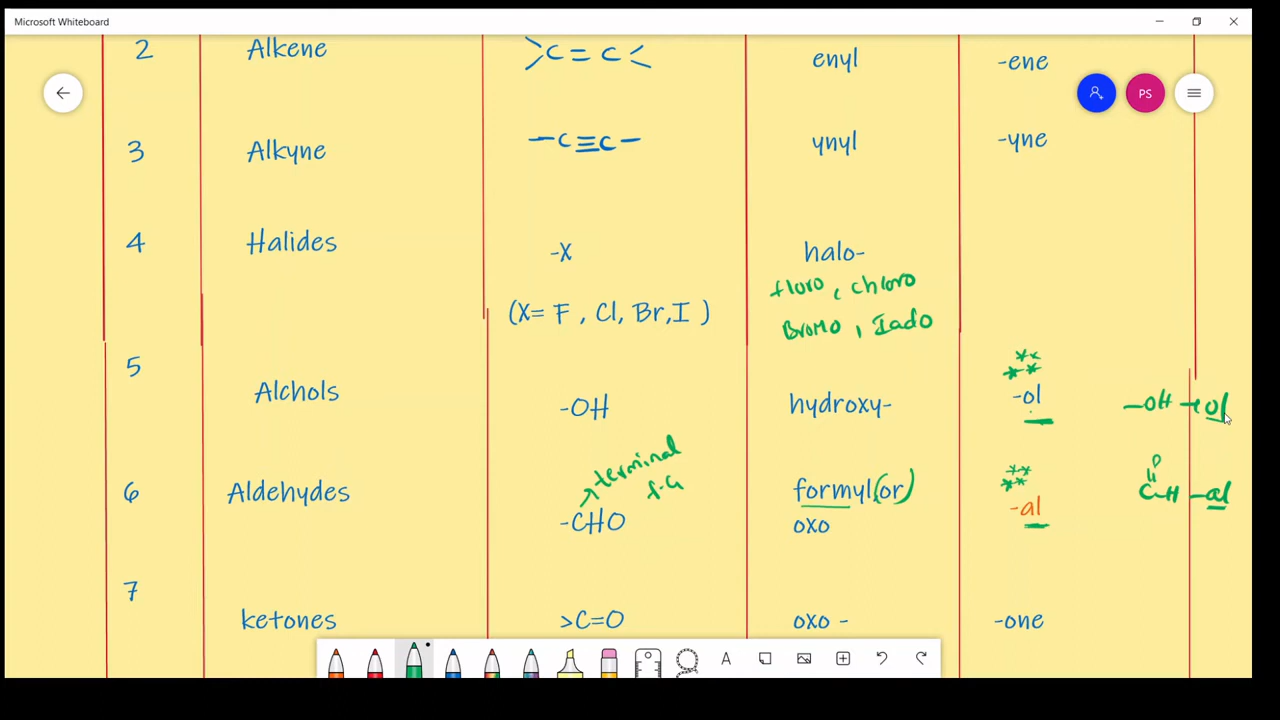 Microsoft Whiteboard
2 Alkene >C = C< enyl -ene
PS
3 Alkyne -C≡C- ynyl -yne
4 Halides -X halo-
floro, chloro
(X= F , Cl, Br,I ) Bromo, Iado
5 Alchols -OH hydroxy- **
**
-ol -OH → ol
terminal
f.G
6 Aldehydes -CHO formyl(or)
oxo
**
**
-al
O
C-H -al
7 ketones >C=O oxo - -one
A